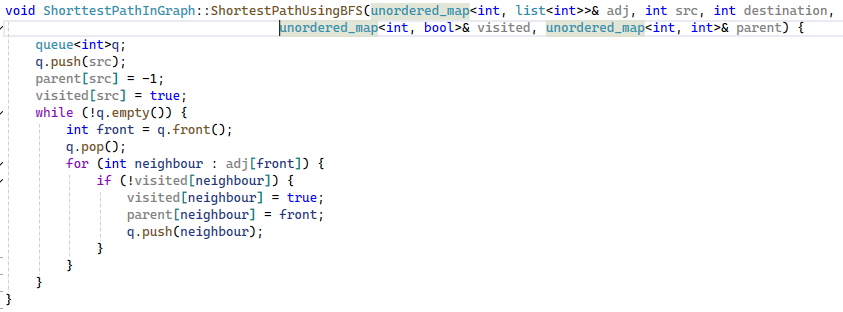 void ShorttestPathInGraph::ShortestPathUsingBFS(unordered_map<int, list<int>>& adj, int src, int destination,
unordered_map<int, bool>& visited, unordered_map<int, int>& parent) {
queue<int>q;
q.push(src);
parent[src] = -1;
visited[src] = true;
while (!q.empty()) {
int front = q.front();
q.pop();
for (int neighbour : adj[front]) {
if (!visited[neighbour]) {
visited[neighbour] = true;
parent[neighbour] = front;
q.push(neighbour);
}
}
}
}